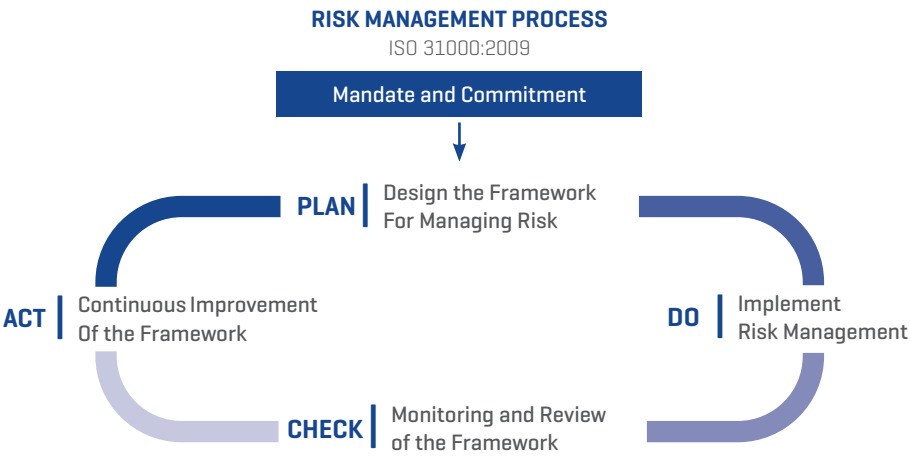 RISK MANAGEMENT PROCESS
ISO 31000:2009
Mandate and Commitment
PLAN
Design the Framework
For Managing Risk
DO
Implement
Risk Management
CHECK
Monitoring and Review
of the Framework
ACT
Continuous Improvement
Of the Framework